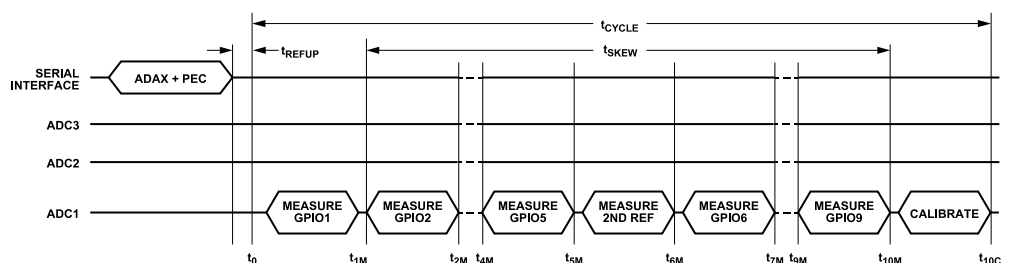 tCYCLE
tREFUP
tSKEW
SERIAL
INTERFACE
ADAX + PEC
ADC3
ADC2
ADC1
MEASURE
GPIO1
MEASURE
GPIO2
MEASURE
GPIO5
MEASURE
2ND REF
MEASURE
GPIO6
MEASURE
GPIO9
CALIBRATE
t0
t1M
t2M
t4M
t5M
t6M
t7M
t9M
t10M
t10C